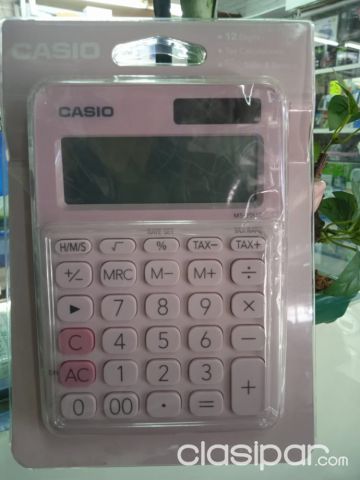 CASIO
12 Digits
CASIO
H/M/S √ % TAX− TAX+
+/− MRC M− M+ ÷
▶ 7 8 9 ×
C 4 5 6 −
AC 1 2 3 +
0 00 · =
clasipar.com